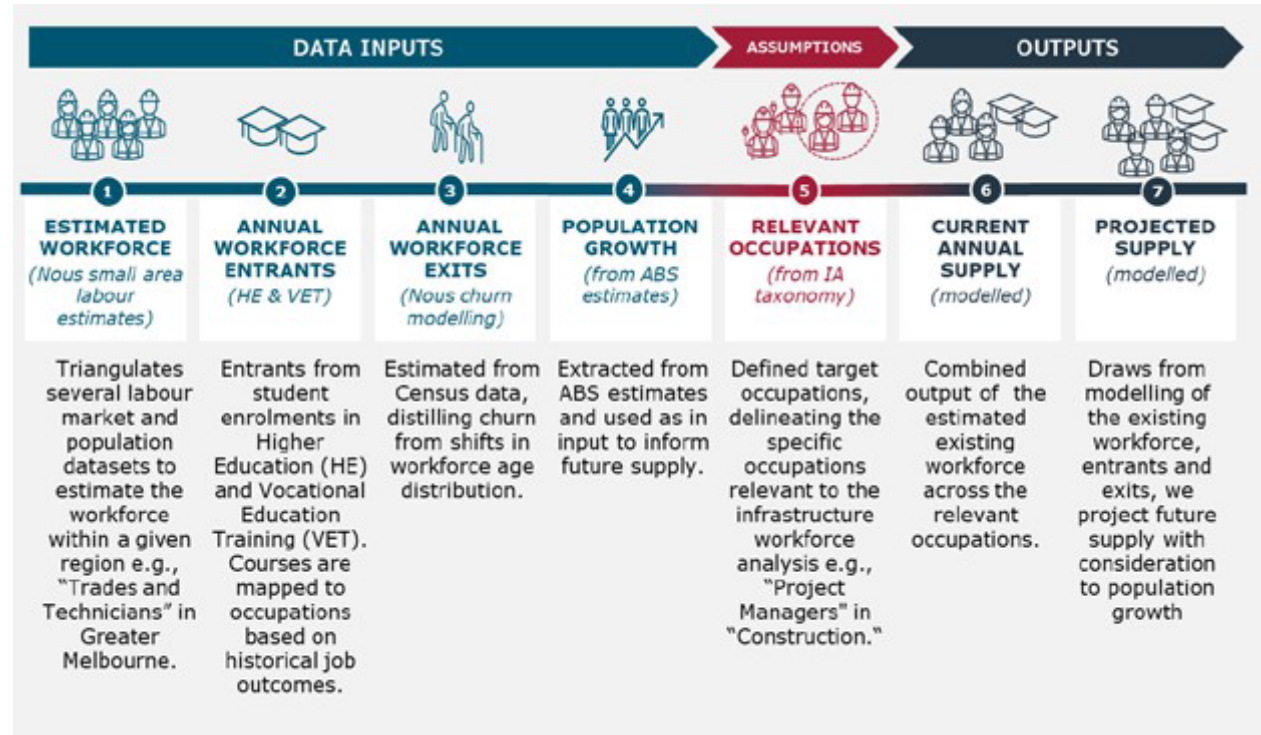 DATA INPUTS
ASSUMPTIONS
OUTPUTS
1
ESTIMATED
WORKFORCE
(Nous small area
labour
estimates)
Triangulates
several labour
market and
population
datasets to
estimate the
workforce
within a given
region e.g.,
"Trades and
Technicians" in
Greater
Melbourne.
2
ANNUAL
WORKFORCE
ENTRANTS
(HE & VET)
Entrants from
student
enrolments in
Higher
Education (HE)
and Vocational
Education
Training (VET).
Courses are
mapped to
occupations
based on
historical job
outcomes.
3
ANNUAL
WORKFORCE
EXITS
(Nous churn
modelling)
Estimated from
Census data,
distilling churn
from shifts in
workforce age
distribution.
4
POPULATION
GROWTH
(from ABS
estimates)
Extracted from
ABS estimates
and used as in
input to inform
future supply.
5
RELEVANT
OCCUPATIONS
(from IA
taxonomy)
Defined target
occupations,
delineating the
specific
occupations
relevant to the
infrastructure
workforce
analysis e.g.,
"Project
Managers" in
"Construction."
6
CURRENT
ANNUAL
SUPPLY
(modelled)
Combined
output of the
estimated
existing
workforce
across the
relevant
occupations.
7
PROJECTED
SUPPLY
(modelled)
Draws from
modelling of
the existing
workforce,
entrants and
exits, we
project future
supply with
consideration
to population
growth